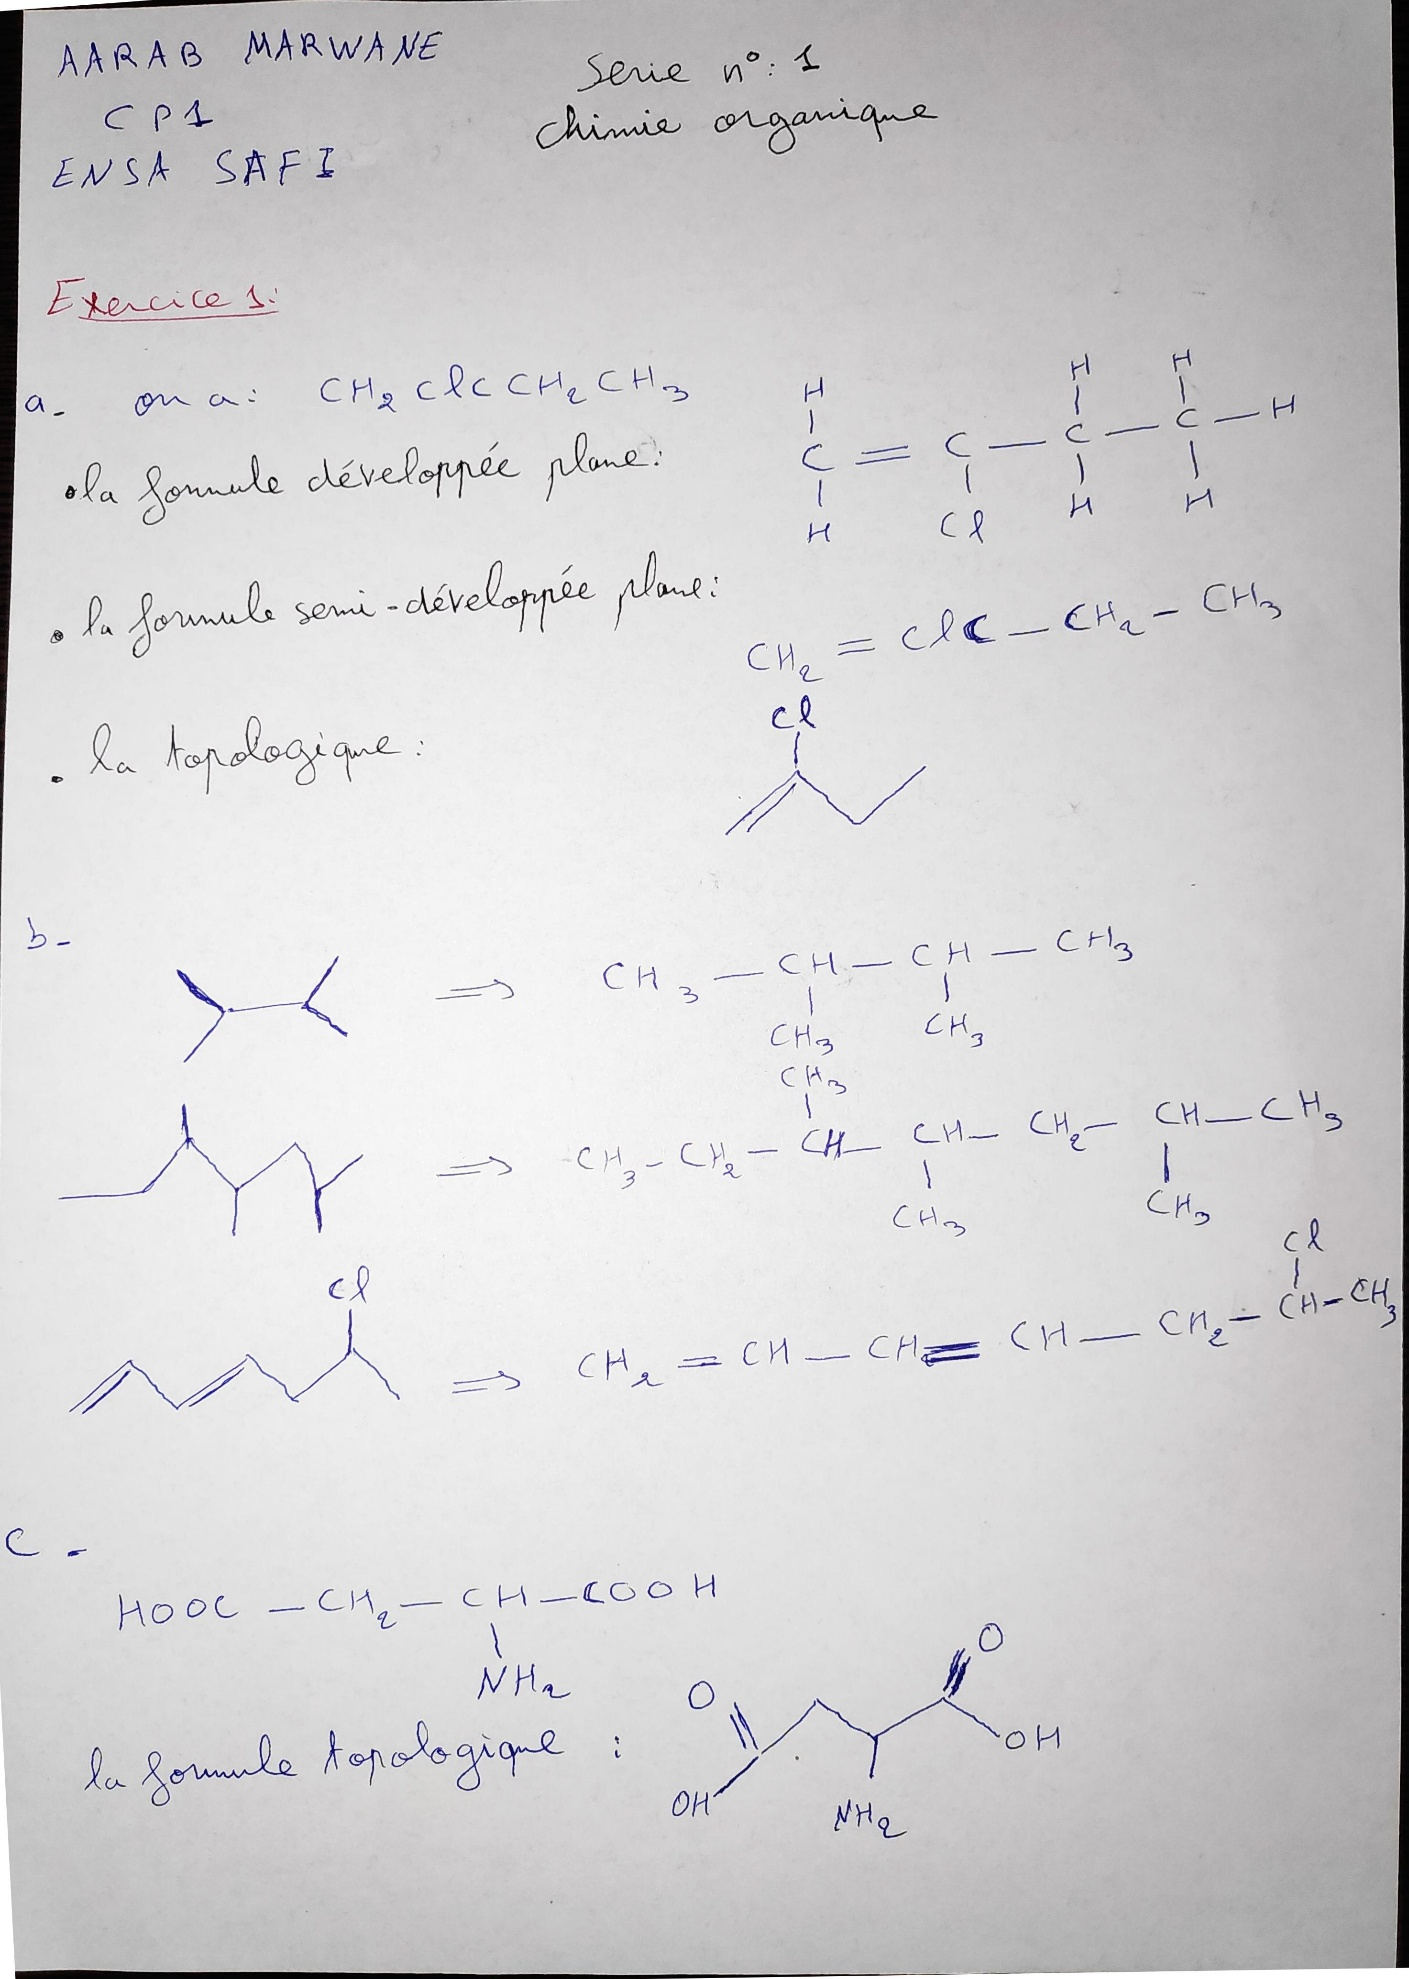 AARAB MARWANE
Serie n°: 1
CP1
chimie organique
ENSA SAFI
Exercice 1:
a- on a: CH2 ClC CH2 CH3
H H H
C = C — C — C — H
H Cl H H
• la formule développée plane:
• la formule semi-développée plane:
CH2 = ClC — CH2 — CH3
• la topologique:
Cl
b-
⇒ CH3 — CH — CH — CH3
CH3 CH3
CH3
⇒ CH3 - CH2 — CH — CH — CH2 — CH — CH3
CH3 CH3
Cl Cl
⇒ CH2 = CH — CH = CH — CH2 — CH - CH3
c-
HOOC — CH2 — CH — COOH
NH2
O O
la formule topologique :
OH OH
NH2